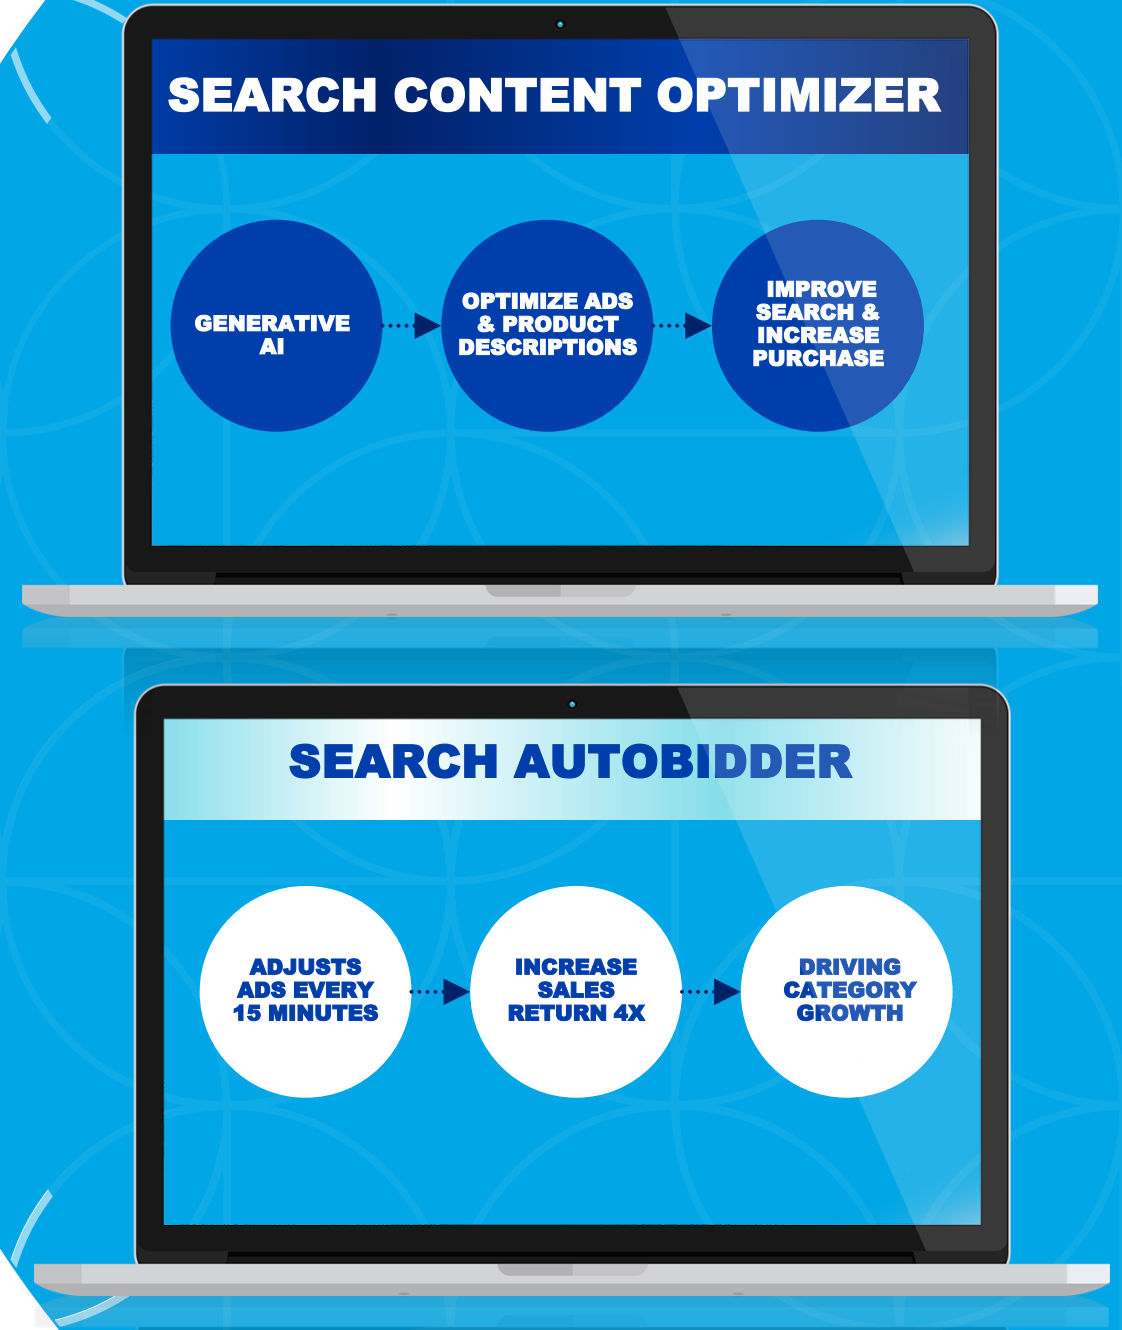 SEARCH CONTENT OPTIMIZER
GENERATIVE
AI
OPTIMIZE ADS
& PRODUCT
DESCRIPTIONS
IMPROVE
SEARCH &
INCREASE
PURCHASE
SEARCH AUTOBIDDER
ADJUSTS
ADS EVERY
15 MINUTES
INCREASE
SALES
RETURN 4X
DRIVING
CATEGORY
GROWTH